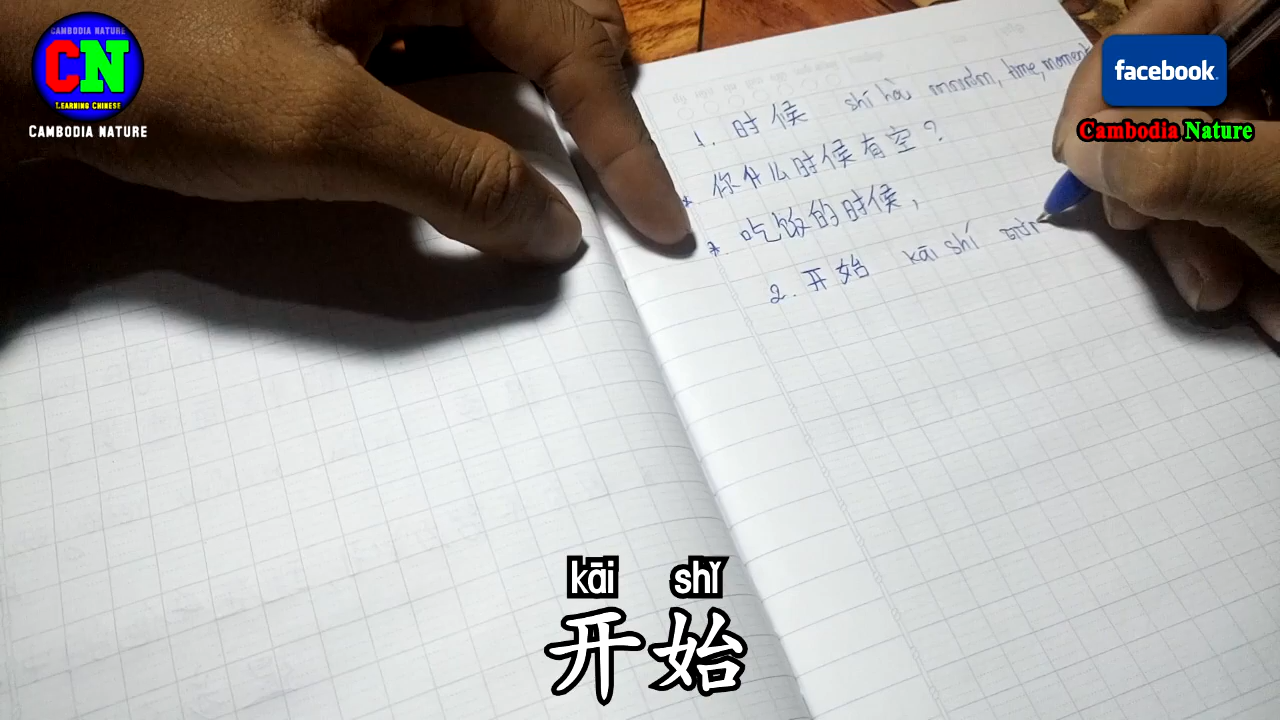 CAMBODIA NATURE
CN
LEARNING CHINESE
CAMBODIA NATURE
facebook
Cambodia Nature
1. 时候 shí hòu time, moment
*. 你什么时候有空?
* 吃饭的时候,
2. 开始 kāi shí
kāi shǐ
开始